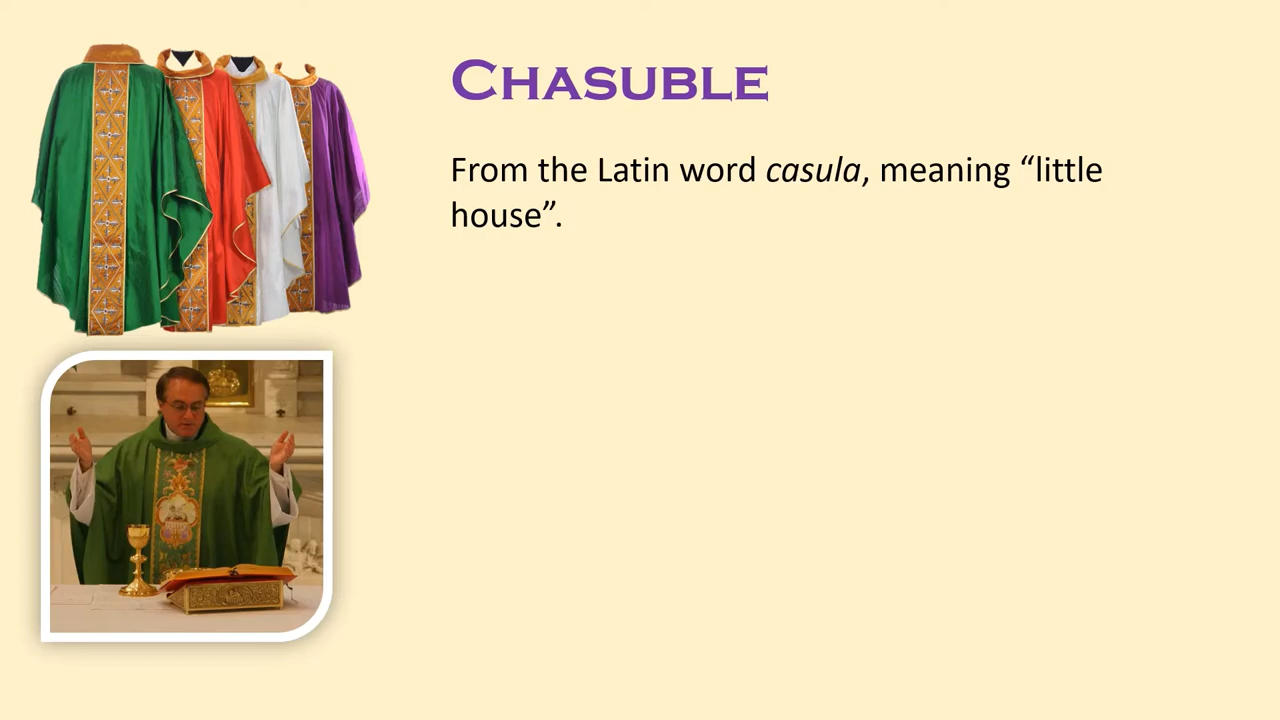 Chasuble
From the Latin word casula, meaning “little
house”.